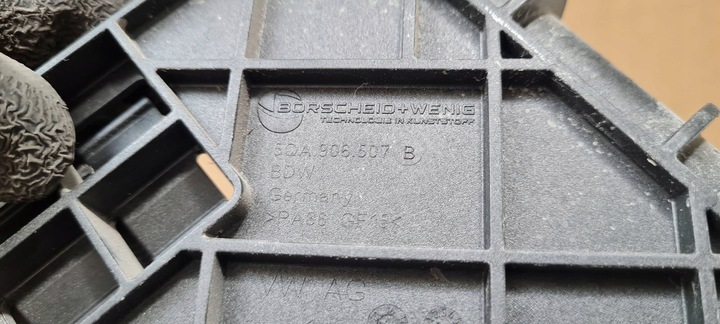 BORSCHEID+WENIG
TECHNOLOGIE IN KUNSTSTOFF
5QA.906.507 B
BDW
Germany
>PA66 GF15<
VW AG